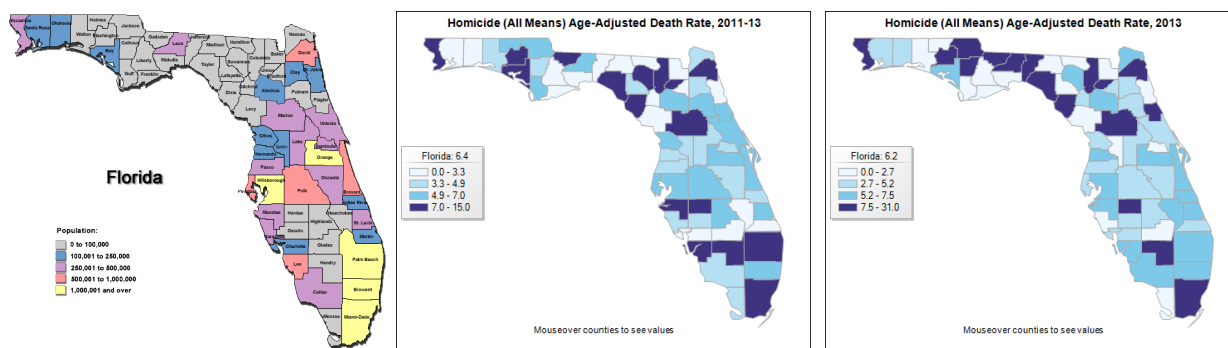 Escambia
Santa Rosa
Okaloosa
Walton
Holmes
Washington
Jackson
Bay
Calhoun
Gulf
Liberty
Gadsden
Franklin
Leon
Wakulla
Jefferson
Madison
Taylor
Hamilton
Suwannee
Lafayette
Dixie
Columbia
Gilchrist
Levy
Baker
Union
Bradford
Alachua
Nassau
Duval
Clay
St. Johns
Putnam
Flagler
Marion
Volusia
Citrus
Sumter
Lake
Hernando
Seminole
Orange
Pasco
Hillsborough
Pinellas
Polk
Osceola
Brevard
Indian River
Manatee
Hardee
Highlands
Okeechobee
St. Lucie
Desoto
Martin
Charlotte
Glades
Lee
Hendry
Palm Beach
Collier
Broward
Monroe
Miami-Dade
Florida
Population:
0 to 100,000
100,001 to 250,000
250,001 to 500,000
500,001 to 1,000,000
1,000,001 and over
Homicide (All Means) Age-Adjusted Death Rate, 2011-13
Florida: 6.4
0.0 - 3.3
3.3 - 4.9
4.9 - 7.0
7.0 - 15.0
Mouseover counties to see values
Homicide (All Means) Age-Adjusted Death Rate, 2013
Florida: 6.2
0.0 - 2.7
2.7 - 5.2
5.2 - 7.5
7.5 - 31.0
Mouseover counties to see values